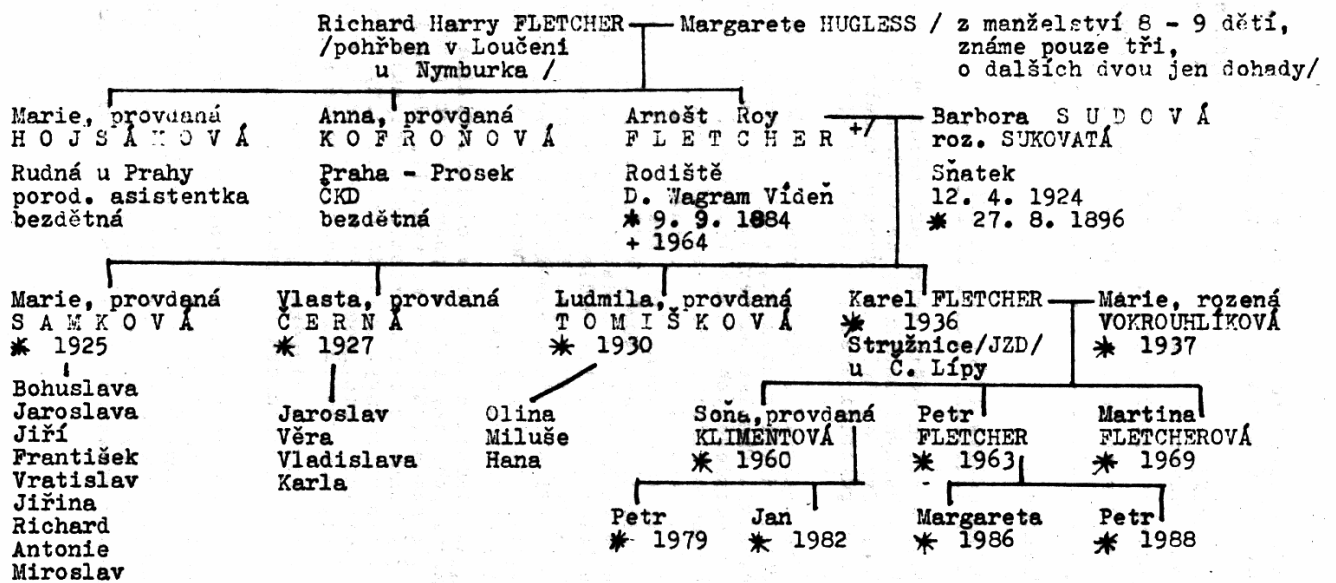 Richard Harry FLETCHER
/pohřben v Loučeni
u Nymburka /
Margarete HUGLESS / z manželství 8 - 9 dětí,
známe pouze tři,
o dalších dvou jen dohady/
Marie, provdaná
H O J S Á K O V Á
Rudná u Prahy
porod. asistentka
bezdětná
Anna, provdaná
K O F R O Ň O V Á
Praha - Prosek
ČKD
bezdětná
Arnošt Roy
F L E T C H E R +/
Rodiště
D. Wagram Vídeň
* 9. 9. 1884
+ 1964
Barbora S U D O V Á
roz. SUKOVATÁ
Sňatek
12. 4. 1924
* 27. 8. 1896
Marie, provdaná
S A M K O V Á
* 1925
Bohuslava
Jaroslava
Jiří
František
Vratislav
Jiřina
Richard
Antonie
Miroslav
Vlasta, provdaná
Č E R N Á
* 1927
Jaroslav
Věra
Vladislava
Karla
Ludmila, provdaná
T O M I Š K O V Á
* 1930
Olina
Miluše
Hana
Karel FLETCHER
* 1936
Stružnice/JZD/
u Č. Lípy
Marie, rozená
VOKROUHLÍKOVÁ
* 1937
Soňa, provdaná
KLIMENTOVÁ
* 1960
Petr
FLETCHER
* 1963
Martina
FLETCHEROVÁ
* 1969
Petr
* 1979
Jan
* 1982
Margareta
* 1986
Petr
* 1988